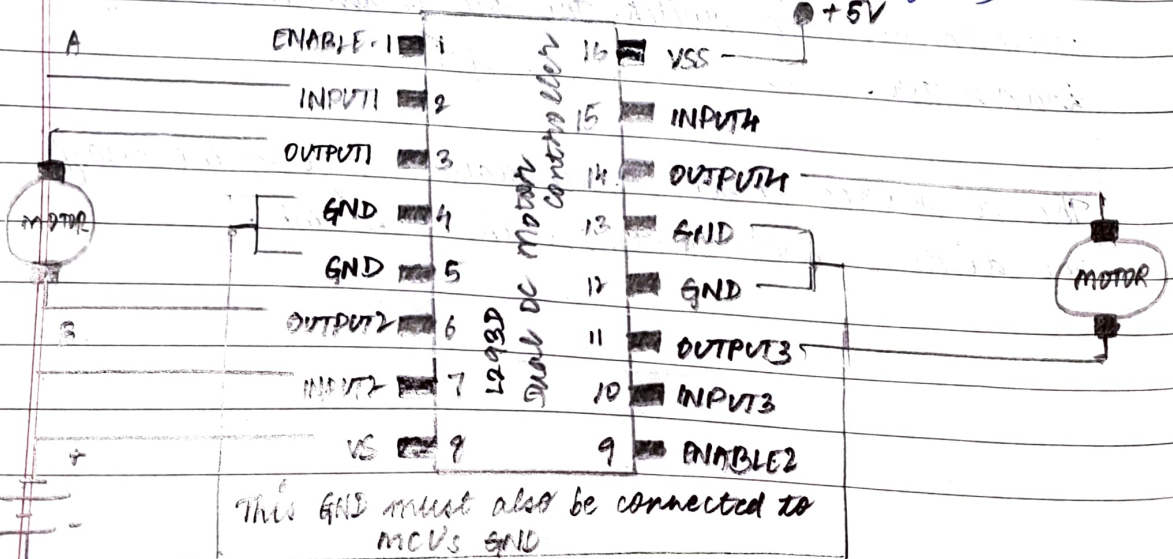 +5V
A
ENABLE-1 1
16 VSS
INPUT1 2
15 INPUT4
OUTPUT1 3
14 OUTPUT4
MOTOR
GND 4
13 GND
GND 5
12 GND
MOTOR
OUTPUT2 6
11 OUTPUT3
INPUT2 7
10 INPUT3
VS 8
9 ENABLE2
+
-
L293D
Dual DC Motor
Controller
This GND must also be connected to
MCU's GND